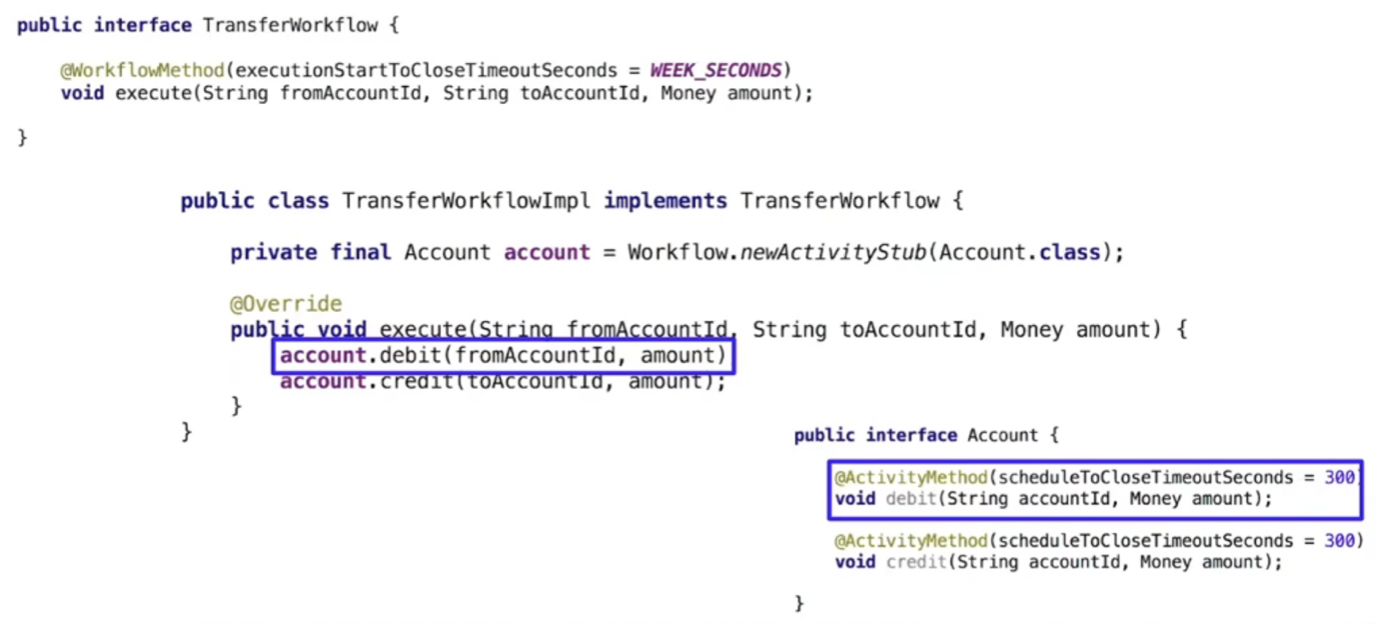 public interface TransferWorkflow {
@WorkflowMethod(executionStartToCloseTimeoutSeconds = WEEK_SECONDS)
void execute(String fromAccountId, String toAccountId, Money amount);
}
public class TransferWorkflowImpl implements TransferWorkflow {
private final Account account = Workflow.newActivityStub(Account.class);
@Override
public void execute(String fromAccountId, String toAccountId, Money amount) {
account.debit(fromAccountId, amount)
account.credit(toAccountId, amount);
}
}
public interface Account {
@ActivityMethod(scheduleToCloseTimeoutSeconds = 300)
void debit(String accountId, Money amount);
@ActivityMethod(scheduleToCloseTimeoutSeconds = 300)
void credit(String accountId, Money amount);
}